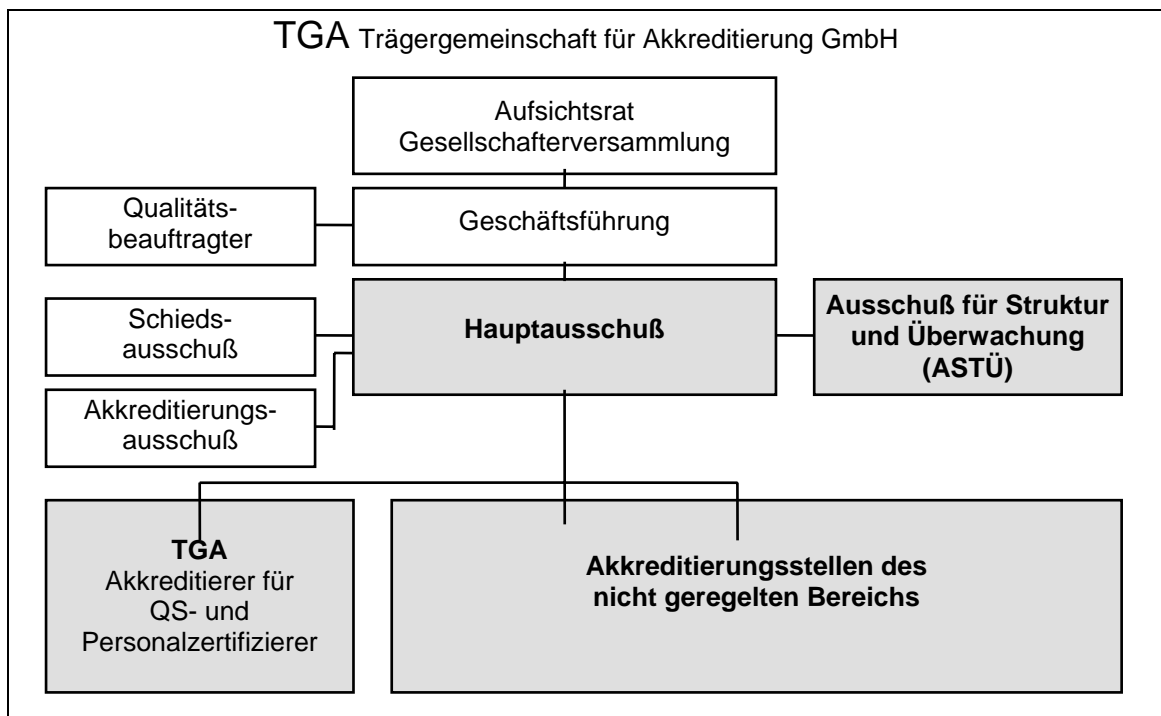 TGA Trägergemeinschaft für Akkreditierung GmbH
Aufsichtsrat
Gesellschafterversammlung
Qualitäts-
beauftragter
Geschäftsführung
Schieds-
ausschuß
Hauptausschuß
Ausschuß für Struktur
und Überwachung
(ASTÜ)
Akkreditierungs-
ausschuß
TGA
Akkreditierer für
QS- und
Personalzertifizierer
Akkreditierungsstellen des
nicht geregelten Bereichs